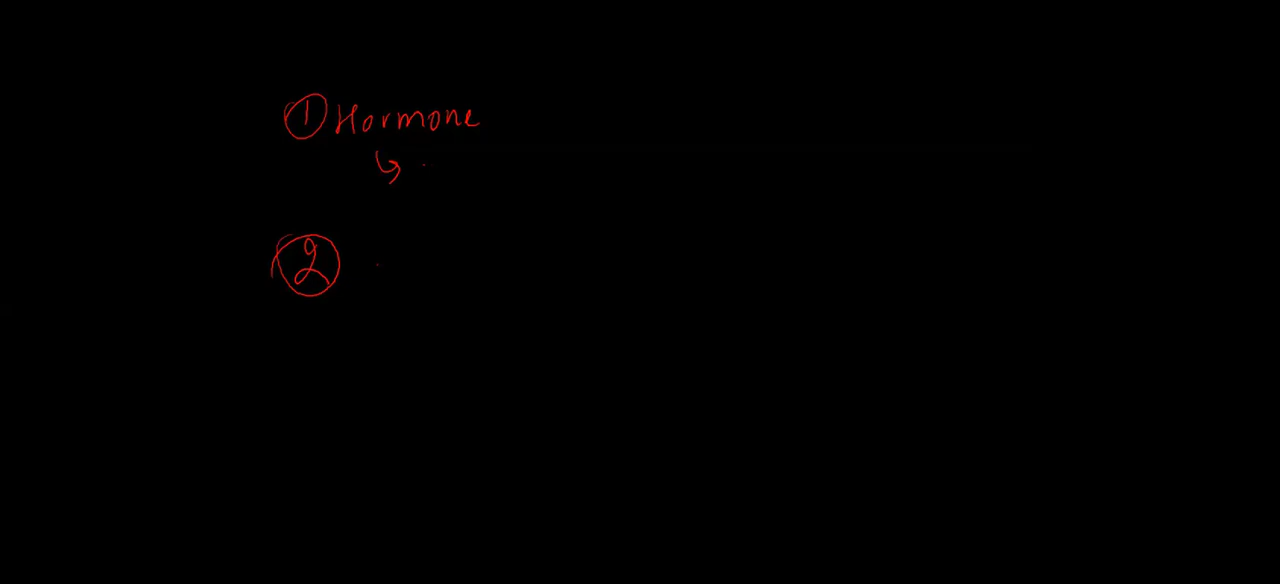 ① Hormone
↳
②